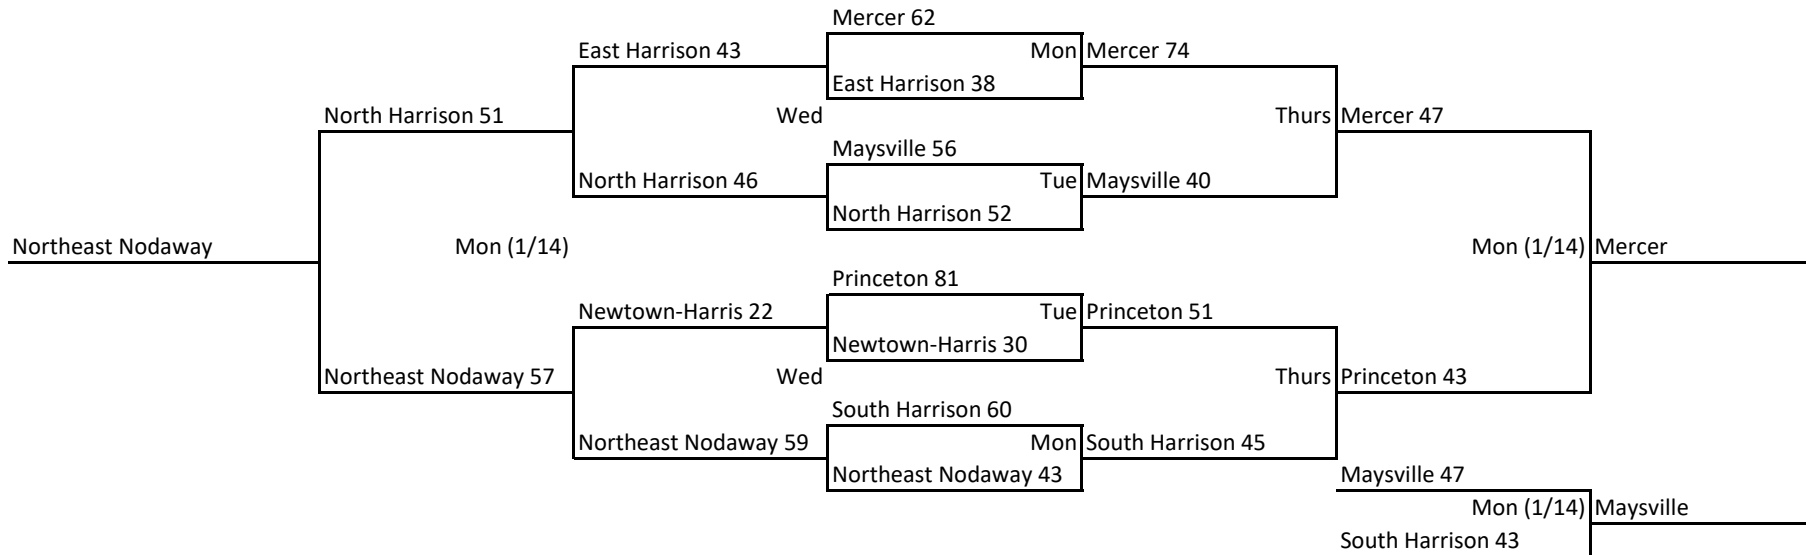 Mercer 62
East Harrison 43
Mon
Mercer 74
East Harrison 38
North Harrison 51
Wed
Thurs
Mercer 47
Maysville 56
North Harrison 46
Tue
Maysville 40
North Harrison 52
Northeast Nodaway
Mon (1/14)
Mon (1/14)
Mercer
Princeton 81
Newtown-Harris 22
Tue
Princeton 51
Newtown-Harris 30
Northeast Nodaway 57
Wed
Thurs
Princeton 43
South Harrison 60
Northeast Nodaway 59
Mon
South Harrison 45
Northeast Nodaway 43
Maysville 47
Mon (1/14)
Maysville
South Harrison 43